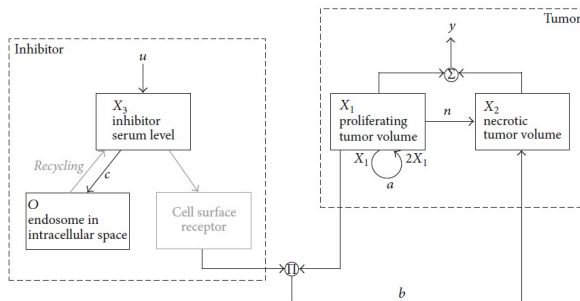 Inhibitor
u
X3
inhibitor
serum level
Recycling
c
O
endosome in
intracellular space
Cell surface
receptor
Tumor
y
Σ
X1
proliferating
tumor volume
n
X2
necrotic
tumor volume
X1
2X1
a
Π
b